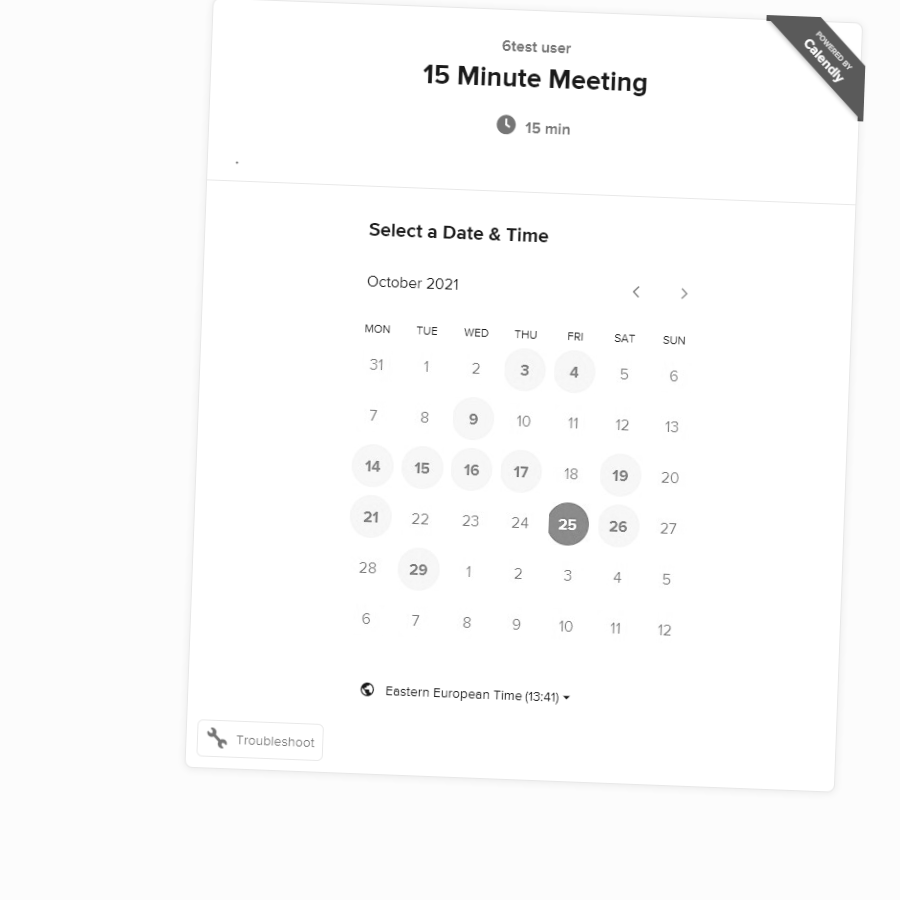 6test user
15 Minute Meeting
15 min
POWERED BY
Calendly
Select a Date & Time
October 2021
MON TUE WED THU FRI SAT SUN
31 1 2 3 4 5 6
7 8 9 10 11 12 13
14 15 16 17 18 19 20
21 22 23 24 25 26 27
28 29 1 2 3 4 5
6 7 8 9 10 11 12
Eastern European Time (13:41)
Troubleshoot